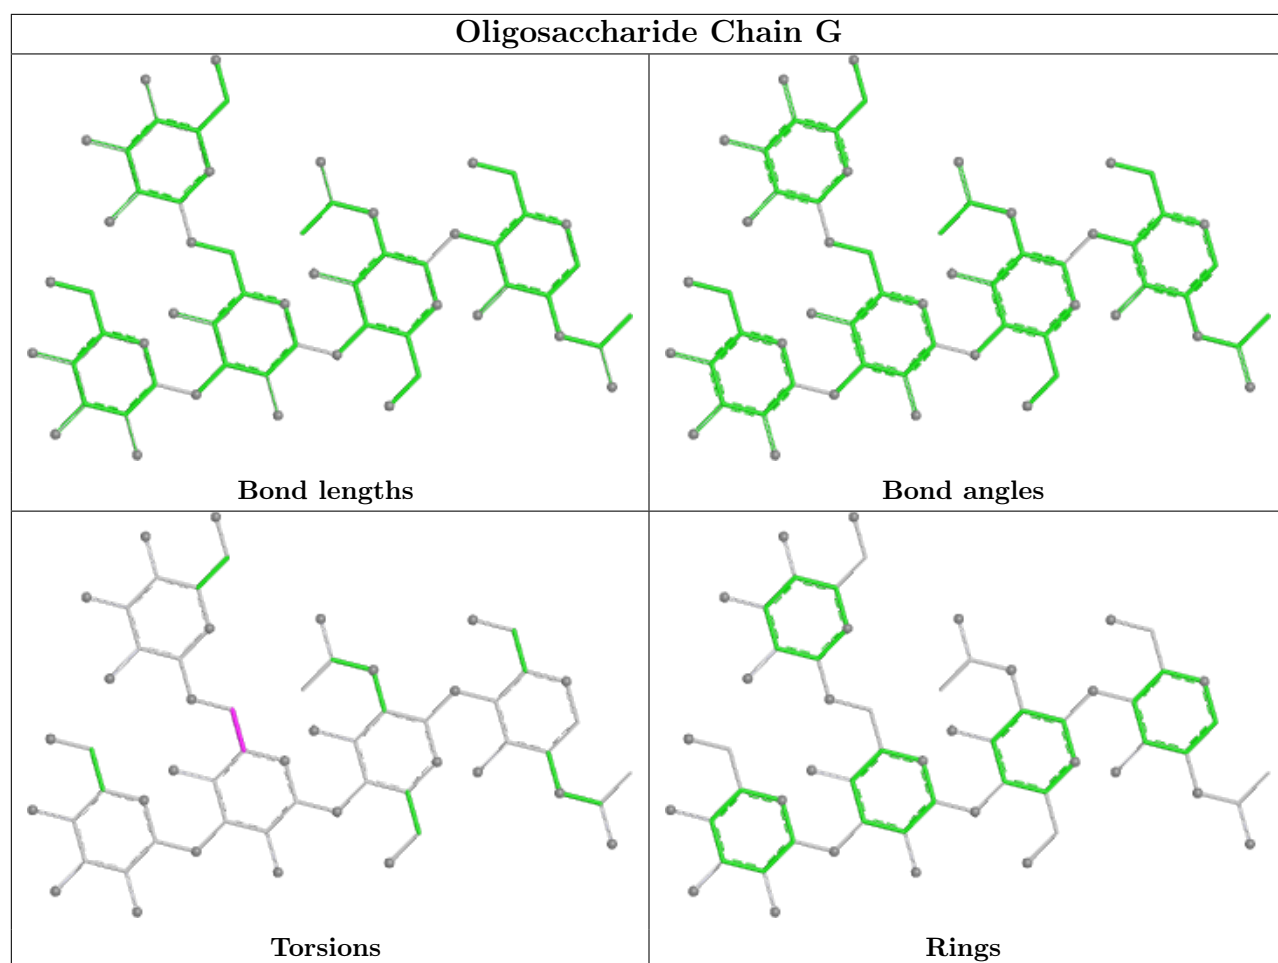 Oligosaccharide Chain G
Bond lengths
Bond angles
Torsions
Rings